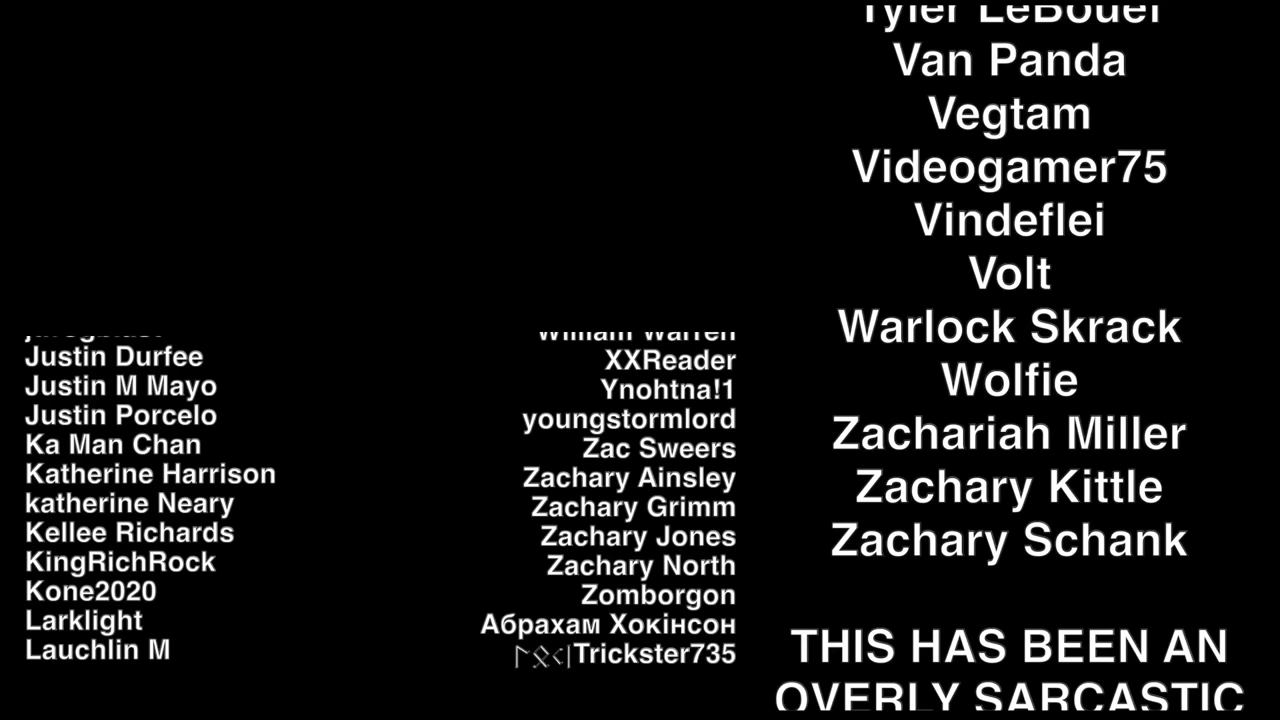 Justin Durfee
Justin M Mayo
Justin Porcelo
Ka Man Chan
Katherine Harrison
katherine Neary
Kellee Richards
KingRichRock
Kone2020
Larklight
Lauchlin M
William Warren
XXReader
Ynohtna!1
youngstormlord
Zac Sweers
Zachary Ainsley
Zachary Grimm
Zachary Jones
Zachary North
Zomborgon
Абрахам Хокінсон
ᛚᛟᚲᛁTrickster735
Tyler LeBouef
Van Panda
Vegtam
Videogamer75
Vindeflei
Volt
Warlock Skrack
Wolfie
Zachariah Miller
Zachary Kittle
Zachary Schank
THIS HAS BEEN AN
OVERLY SARCASTIC